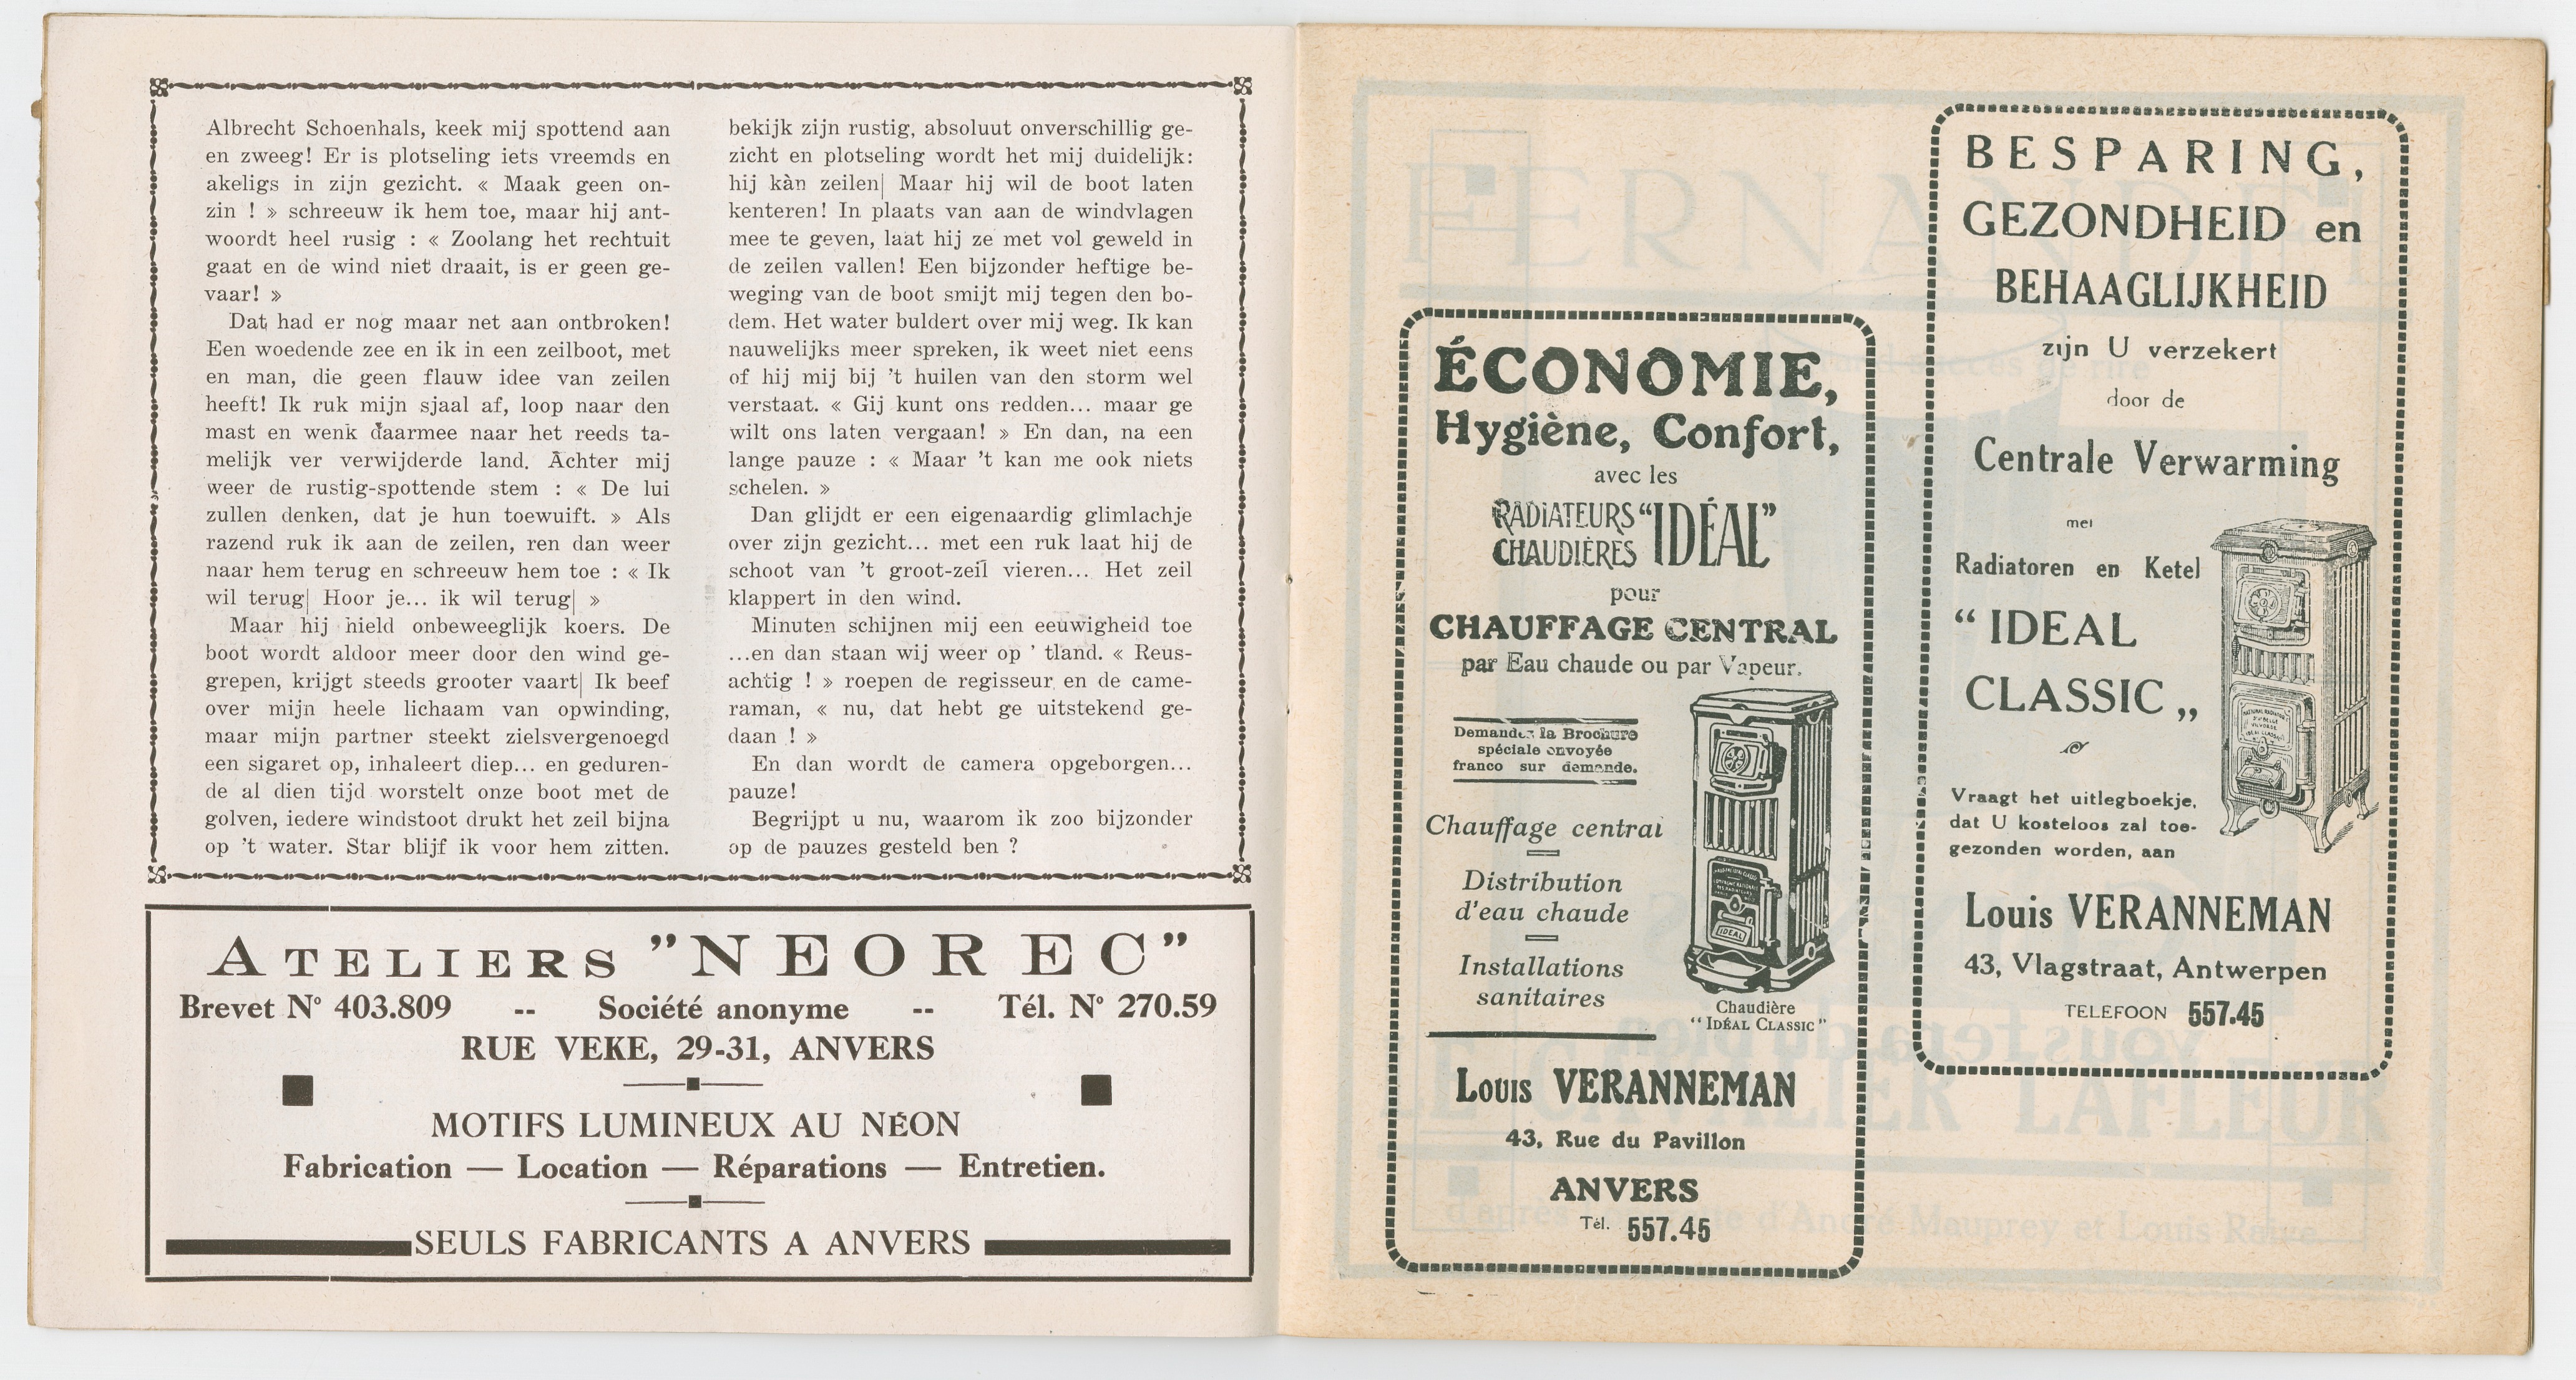 Albrecht Schoenhals, keek mij spottend aan
en zweeg! Er is plotseling iets vreemds en
akeligs in zijn gezicht. « Maak geen on-
zin ! » schreeuw ik hem toe, maar hij ant-
woordt heel rusig : « Zoolang het rechtuit
gaat en de wind niet draait, is er geen ge-
vaar! »
Dat had er nog maar net aan ontbroken!
Een woedende zee en ik in een zeilboot, met
en man, die geen flauw idee van zeilen
heeft! Ik ruk mijn sjaal af, loop naar den
mast en wenk daarmee naar het reeds ta-
melijk ver verwijderde land. Achter mij
weer de rustig-spottende stem : « De lui
zullen denken, dat je hun toewuift. » Als
razend ruk ik aan de zeilen, ren dan weer
naar hem terug en schreeuw hem toe : « Ik
wil terug| Hoor je... ik wil terug| »
Maar hij hield onbeweeglijk koers. De
boot wordt aldoor meer door den wind ge-
grepen, krijgt steeds grooter vaart| Ik beef
over mijn heele lichaam van opwinding,
maar mijn partner steekt zielsvergenoegd
een sigaret op, inhaleert diep... en geduren-
de al dien tijd worstelt onze boot met de
golven, iedere windstoot drukt het zeil bijna
op 't water. Star blijf ik voor hem zitten.
bekijk zijn rustig, absoluut onverschillig ge-
zicht en plotseling wordt het mij duidelijk:
hij kàn zeilen| Maar hij wil de boot laten
kenteren! In plaats van aan de windvlagen
mee te geven, laat hij ze met vol geweld in
de zeilen vallen! Een bijzonder heftige be-
weging van de boot smijt mij tegen den bo-
dem. Het water buldert over mij weg. Ik kan
nauwelijks meer spreken, ik weet niet eens
of hij mij bij 't huilen van den storm wel
verstaat. « Gij kunt ons redden... maar ge
wilt ons laten vergaan! » En dan, na een
lange pauze : « Maar 't kan me ook niets
schelen. »
Dan glijdt er een eigenaardig glimlachje
over zijn gezicht... met een ruk laat hij de
schoot van 't groot-zeil vieren... Het zeil
klappert in den wind.
Minuten schijnen mij een eeuwigheid toe
...en dan staan wij weer op ' tland. « Reus-
achtig ! » roepen de regisseur en de came-
raman, « nu, dat hebt ge uitstekend ge-
daan ! »
En dan wordt de camera opgeborgen...
pauze!
Begrijpt u nu, waarom ik zoo bijzonder
op de pauzes gesteld ben ?
ATELIERS "NEOREC"
Brevet N° 403.809 -- Société anonyme -- Tél. N° 270.59
RUE VEKE, 29-31, ANVERS
MOTIFS LUMINEUX AU NÉON
Fabrication — Location — Réparations — Entretien.
SEULS FABRICANTS A ANVERS
ÉCONOMIE,
Hygiène, Confort,
avec les
RADIATEURS
CHAUDIÈRES
"IDÉAL"
pour
CHAUFFAGE CENTRAL
par Eau chaude ou par Vapeur.
Demandez la Brochure
spéciale envoyée
franco sur demande.
Chauffage central
Distribution
d'eau chaude
Installations
sanitaires
IDEAL
Chaudière
"IDÉAL CLASSIC"
Louis VERANNEMAN
43, Rue du Pavillon
ANVERS
Tél. 557.45
BESPARING,
GEZONDHEID en
BEHAAGLIJKHEID
zijn U verzekert
door de
Centrale Verwarming
met
Radiatoren en Ketel
" IDEAL
CLASSIC „
Vraagt het uitlegboekje,
dat U kosteloos zal toe-
gezonden worden, aan
Louis VERANNEMAN
43, Vlagstraat, Antwerpen
TELEFOON 557.45